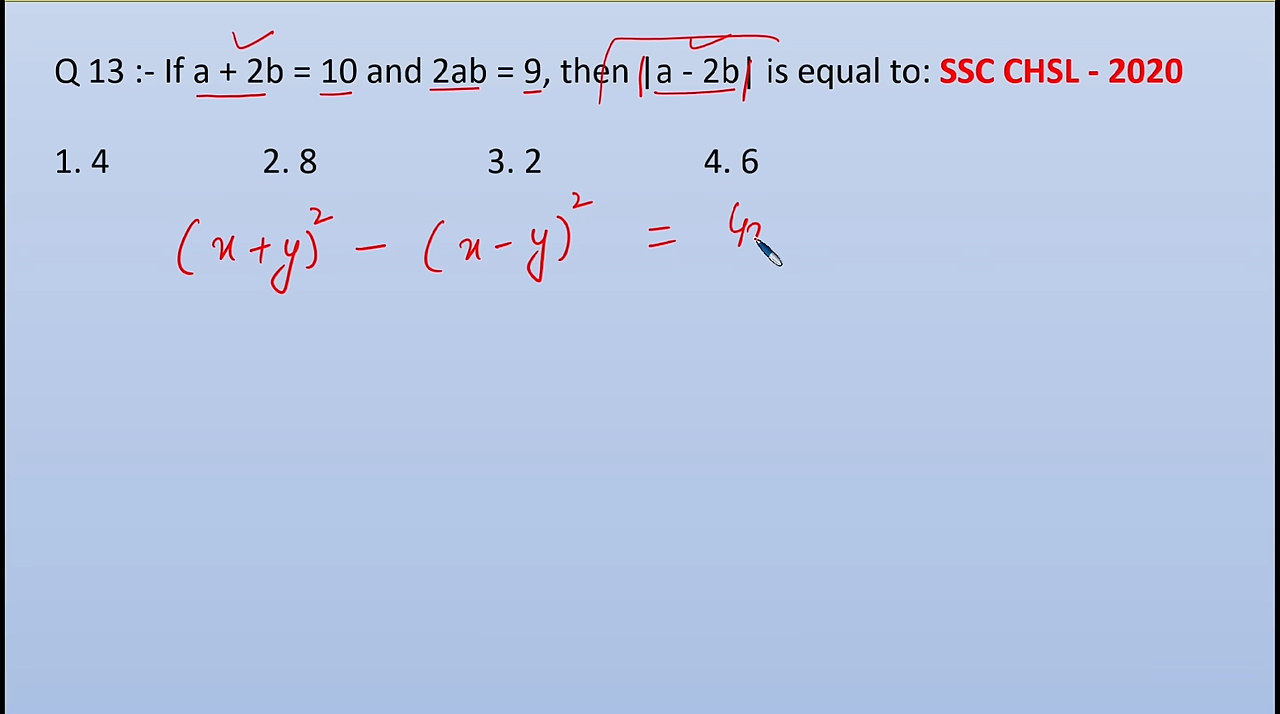 Q 13 :- If a + 2b = 10 and 2ab = 9, then |a - 2b| is equal to: SSC CHSL - 2020
1. 4 2. 8 3. 2 4. 6
(x+y)² - (x-y)² = 4